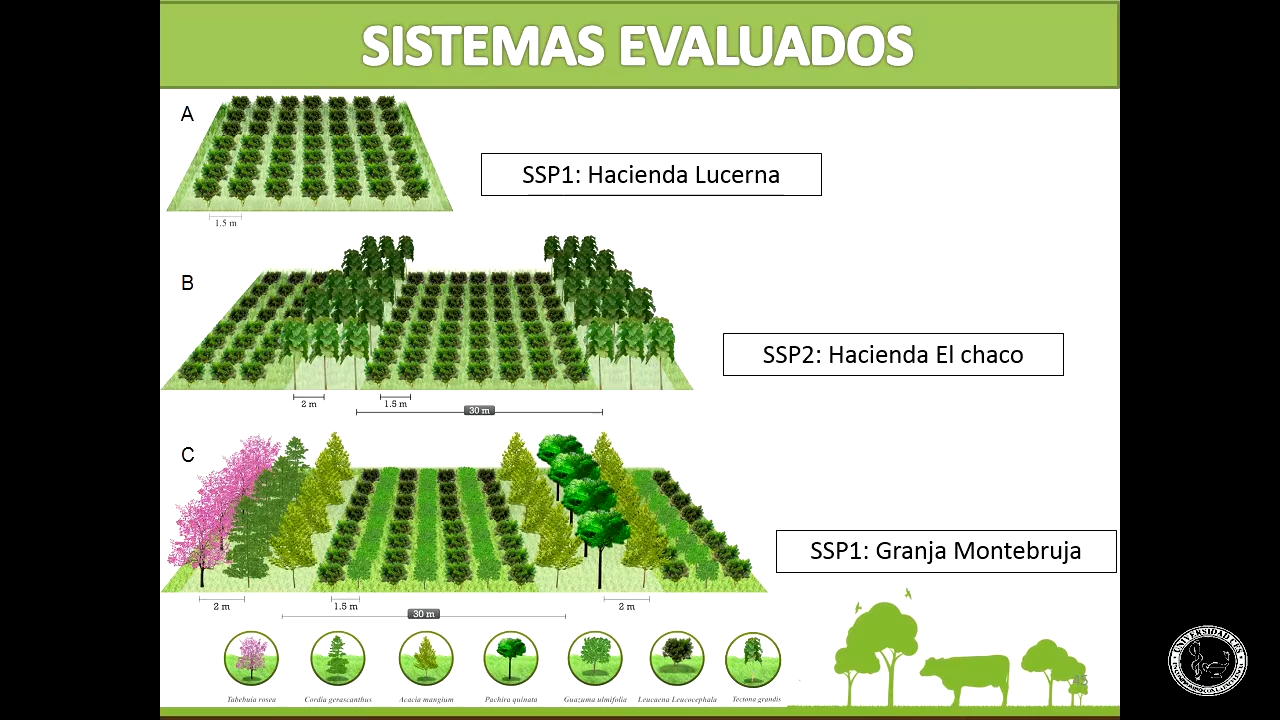 SISTEMAS EVALUADOS
A
SSP1: Hacienda Lucerna
1.5 m
B
SSP2: Hacienda El chaco
2 m
1.5 m
30 m
C
SSP1: Granja Montebruja
2 m
1.5 m
30 m
2 m
Tabebuia rosea
Cordia gerascanthus
Acacia mangium
Pachira quinata
Guazuma ulmifolia
Leucaena Leucocephala
Tectona grandis